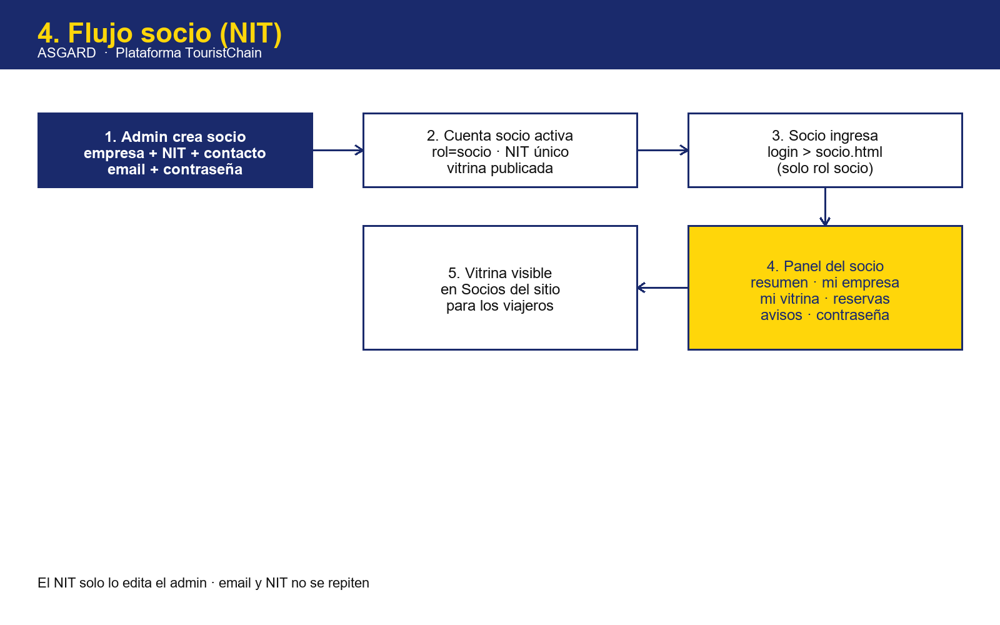 4. Flujo socio (NIT)
ASGARD · Plataforma TouristChain
1. Admin crea socio
empresa + NIT + contacto
email + contraseña
2. Cuenta socio activa
rol=socio · NIT único
vitrina publicada
3. Socio ingresa
login > socio.html
(solo rol socio)
4. Panel del socio
resumen · mi empresa
mi vitrina · reservas
avisos · contraseña
5. Vitrina visible
en Socios del sitio
para los viajeros
El NIT solo lo edita el admin · email y NIT no se repiten